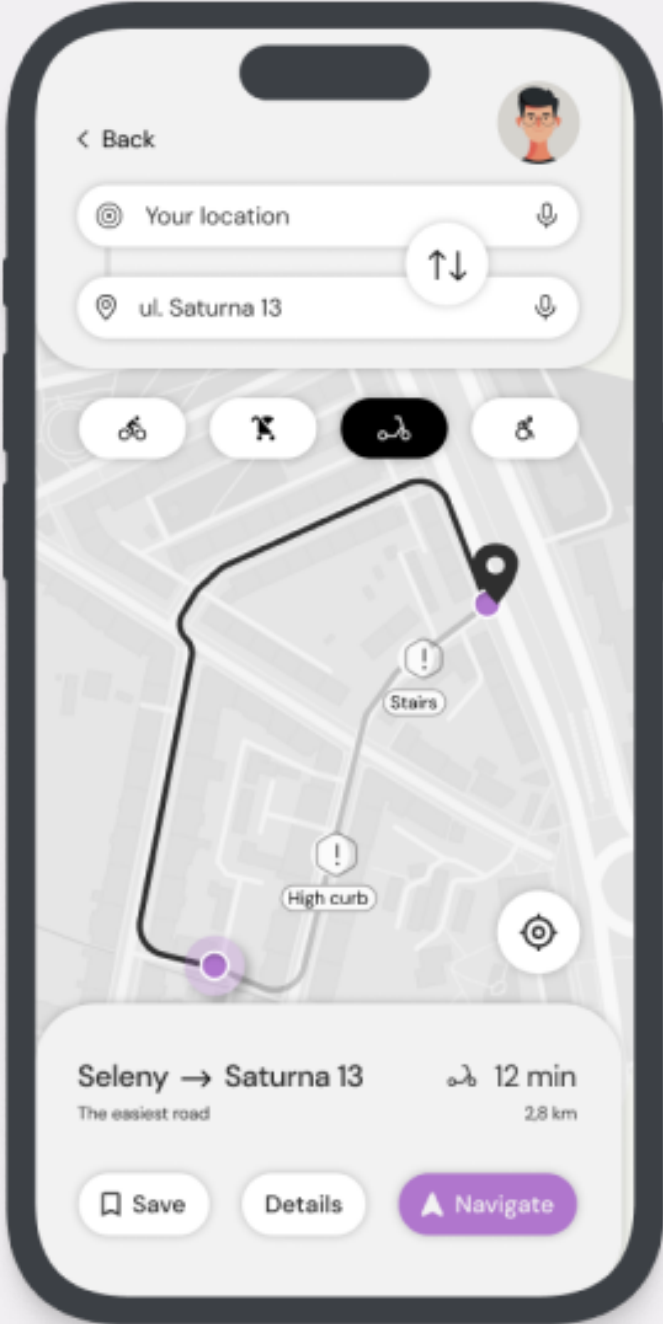 Back
Your location
ul. Saturna 13
!
Stairs
!
High curb
Seleny → Saturna 13
12 min
The easiest road
2,8 km
Save
Details
Navigate